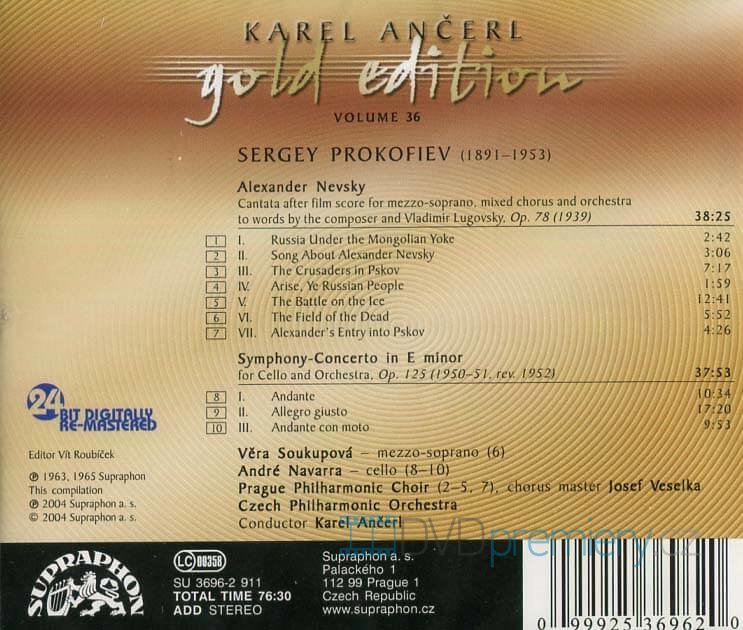 KAREL ANČERL
gold edition
VOLUME 36
SERGEY PROKOFIEV (1891–1953)
Alexander Nevsky
Cantata after film score for mezzo-soprano, mixed chorus and orchestra
to words by the composer and Vladimir Lugovsky, Op. 78 (1939) 38:25
1 I. Russia Under the Mongolian Yoke 2:42
2 II. Song About Alexander Nevsky 3:06
3 III. The Crusaders in Pskov 7:17
4 IV. Arise, Ye Russian People 1:59
5 V. The Battle on the Ice 12:41
6 VI. The Field of the Dead 5:52
7 VII. Alexander's Entry into Pskov 4:26
Symphony-Concerto in E minor
for Cello and Orchestra, Op. 125 (1950–51, rev. 1952) 37:53
8 I. Andante 10:34
9 II. Allegro giusto 17:20
10 III. Andante con moto 9:53
Věra Soukupová – mezzo-soprano (6)
André Navarra – cello (8–10)
Prague Philharmonic Choir (2–5, 7), chorus master Josef Veselka
Czech Philharmonic Orchestra
Conductor Karel Ančerl
24
BIT DIGITALLY
RE-MASTERED
Editor Vít Roubíček
℗ 1963, 1965 Supraphon
This compilation
℗ 2004 Supraphon a. s.
© 2004 Supraphon a. s.
DVDpremiery.cz
SUPRAPHON
LC 00358
SU 3696-2 911
TOTAL TIME 76:30
ADD STEREO
Supraphon a. s.
Palackého 1
112 99 Prague 1
Czech Republic
www.supraphon.cz
0 99925 36962 0